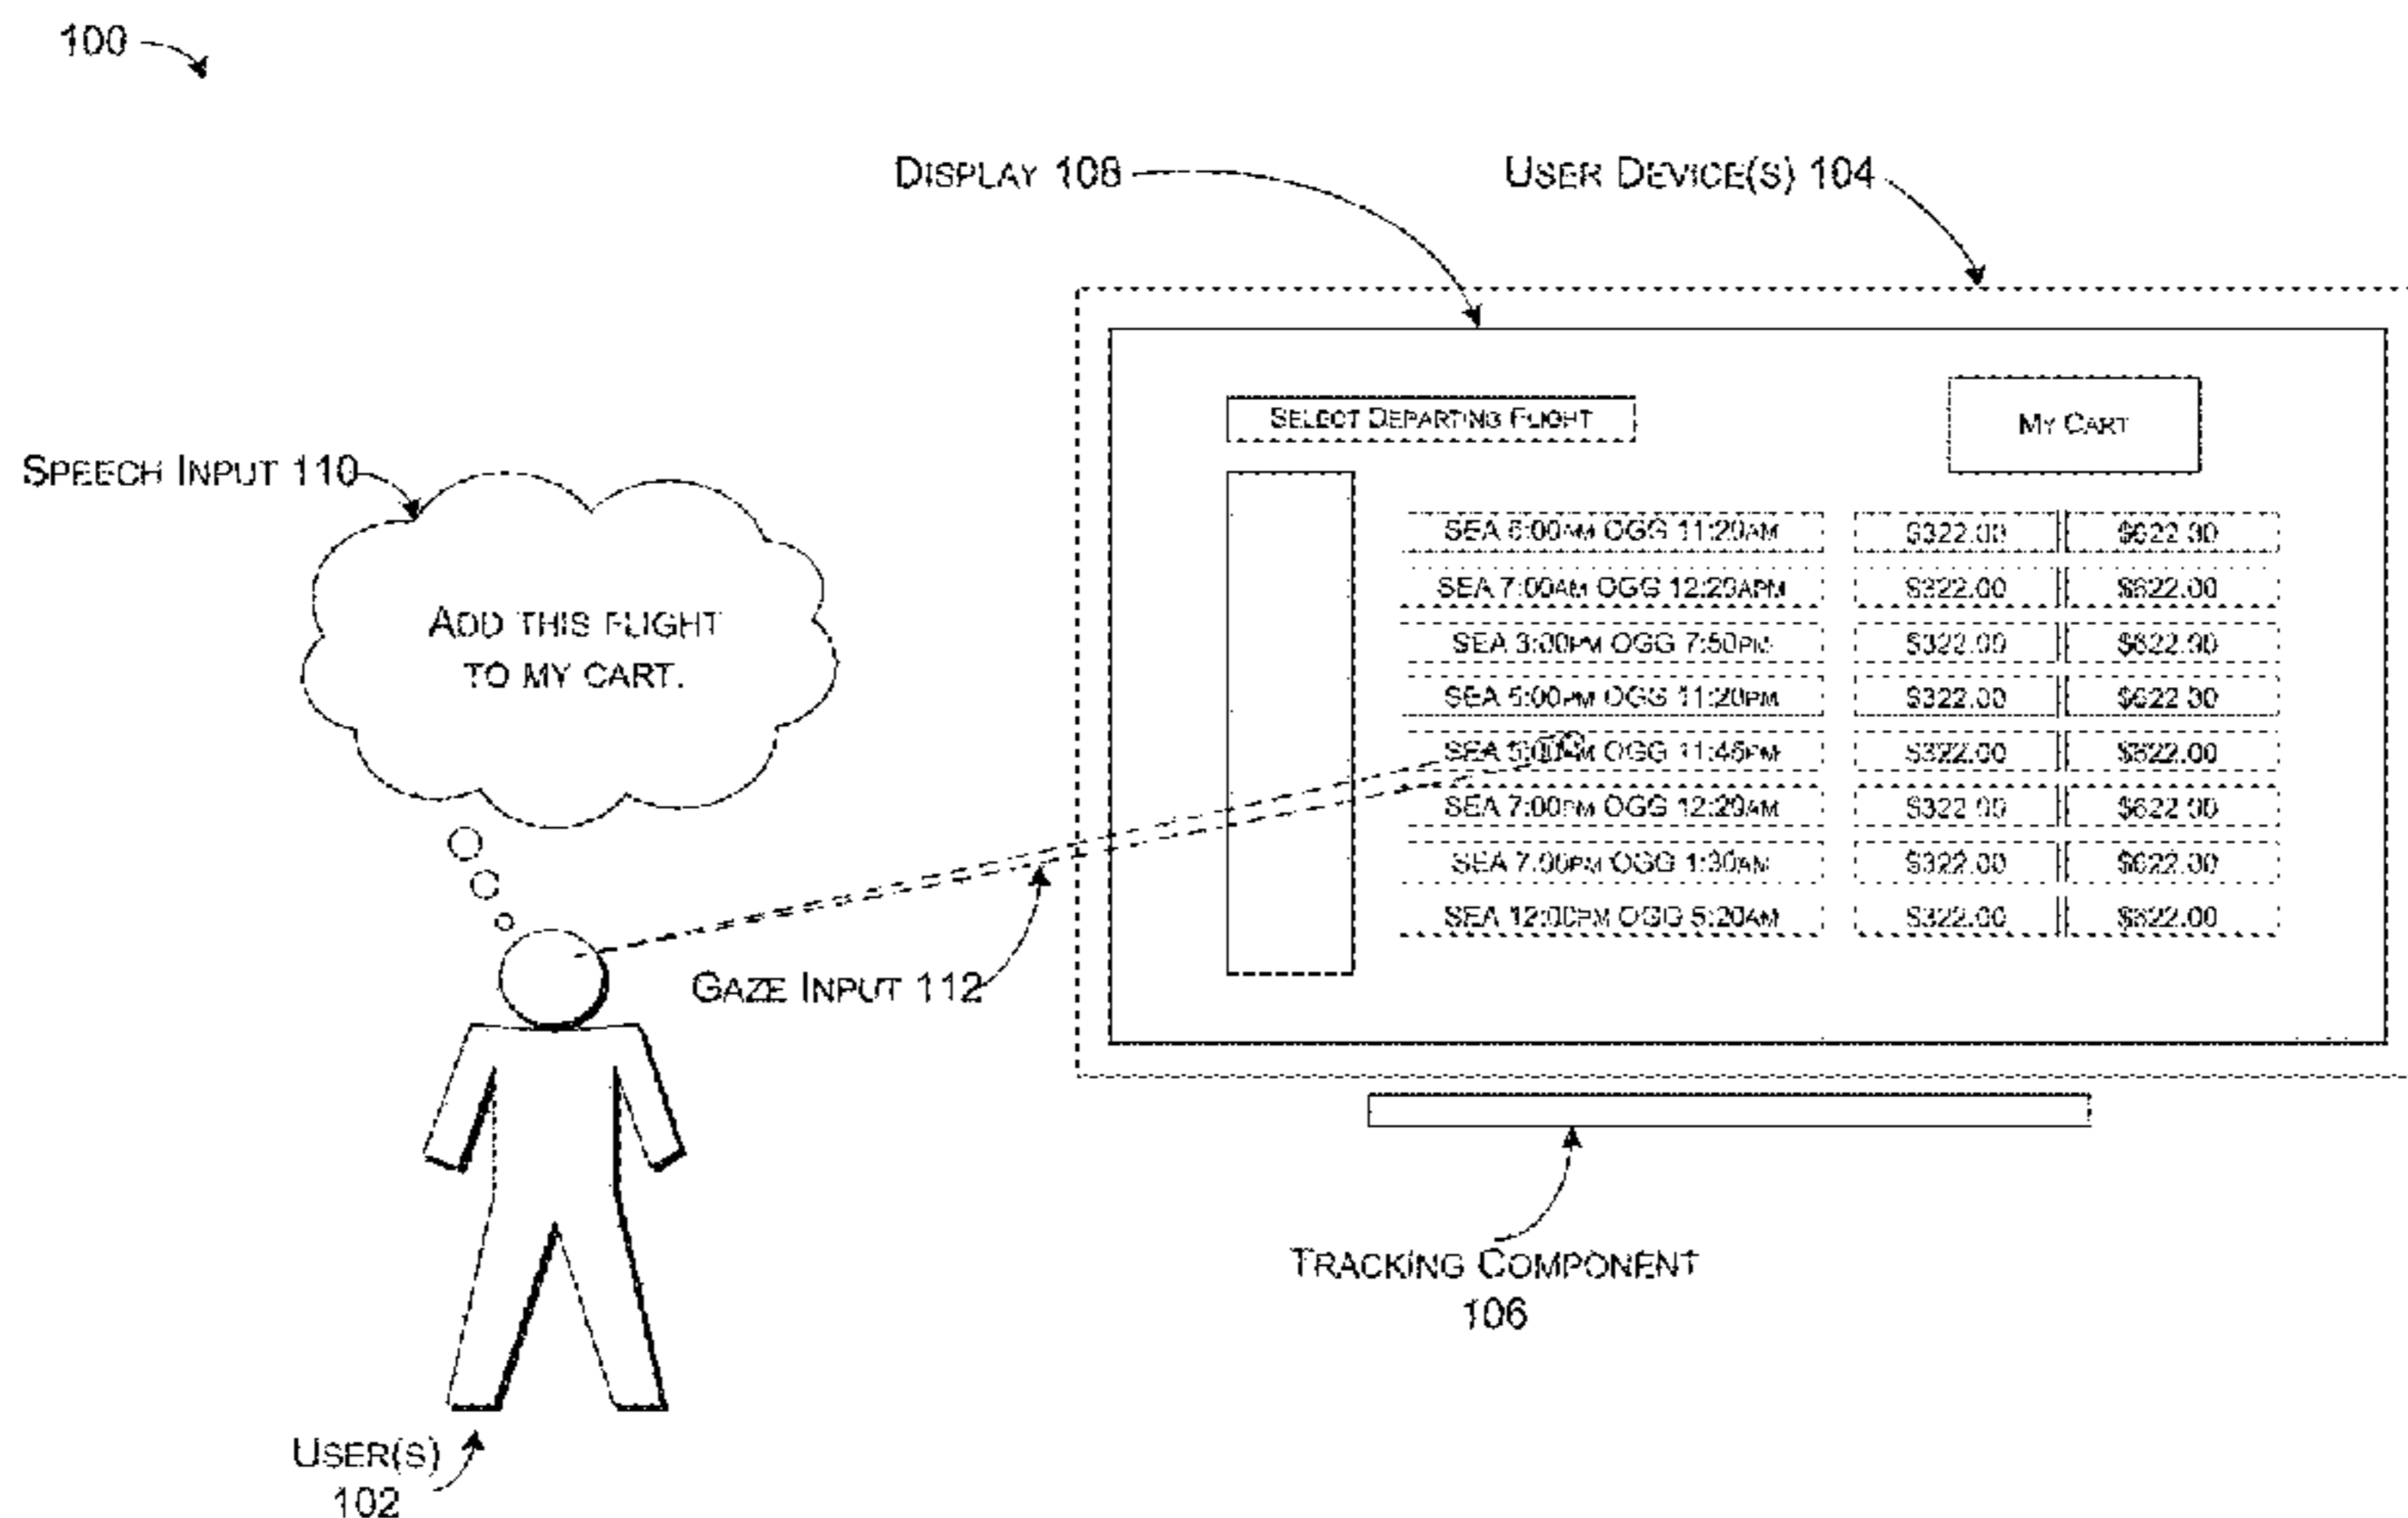 100
DISPLAY 108
USER DEVICE(S) 104
SELECT DEPARTING FLIGHT
MY CART
SPEECH INPUT 110
ADD THIS FLIGHT
TO MY CART.
SEA 6:00AM OGG 11:20AM $322.00 $622.00
SEA 7:00AM OGG 12:20APM $322.00 $622.00
SEA 3:00PM OGG 7:50PM $322.00 $622.00
SEA 5:00PM OGG 11:20PM $322.00 $622.00
SEA OGG 11:45PM $322.00 $622.00
SEA 7:00PM OGG 12:20AM $322.00 $622.00
SEA 7:00PM OGG 1:30AM $322.00 $622.00
SEA 12:00PM OGG 5:20AM $322.00 $622.00
GAZE INPUT 112
TRACKING COMPONENT
106
USER(S)
102